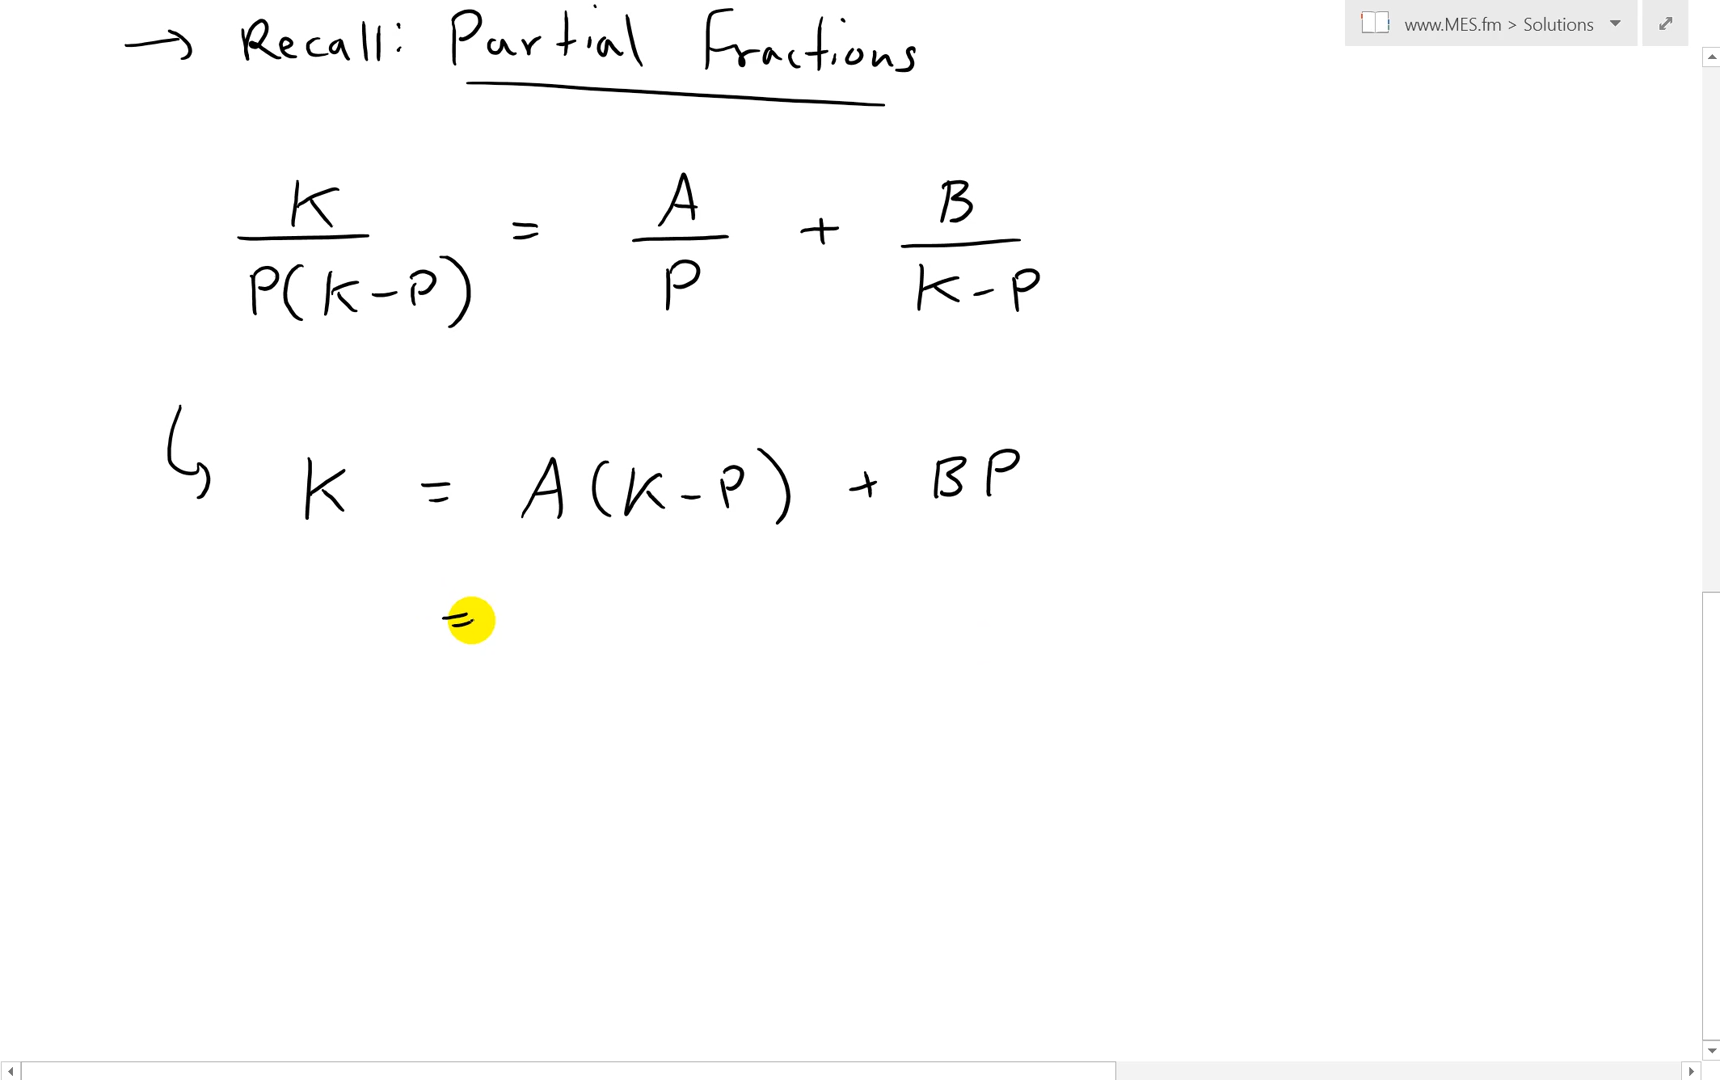 www.MES.fm > Solutions
→ Recall: Partial Fractions
K/(P(K-P)) = A/P + B/(K-P)
↳ K = A(K-P) + BP
=